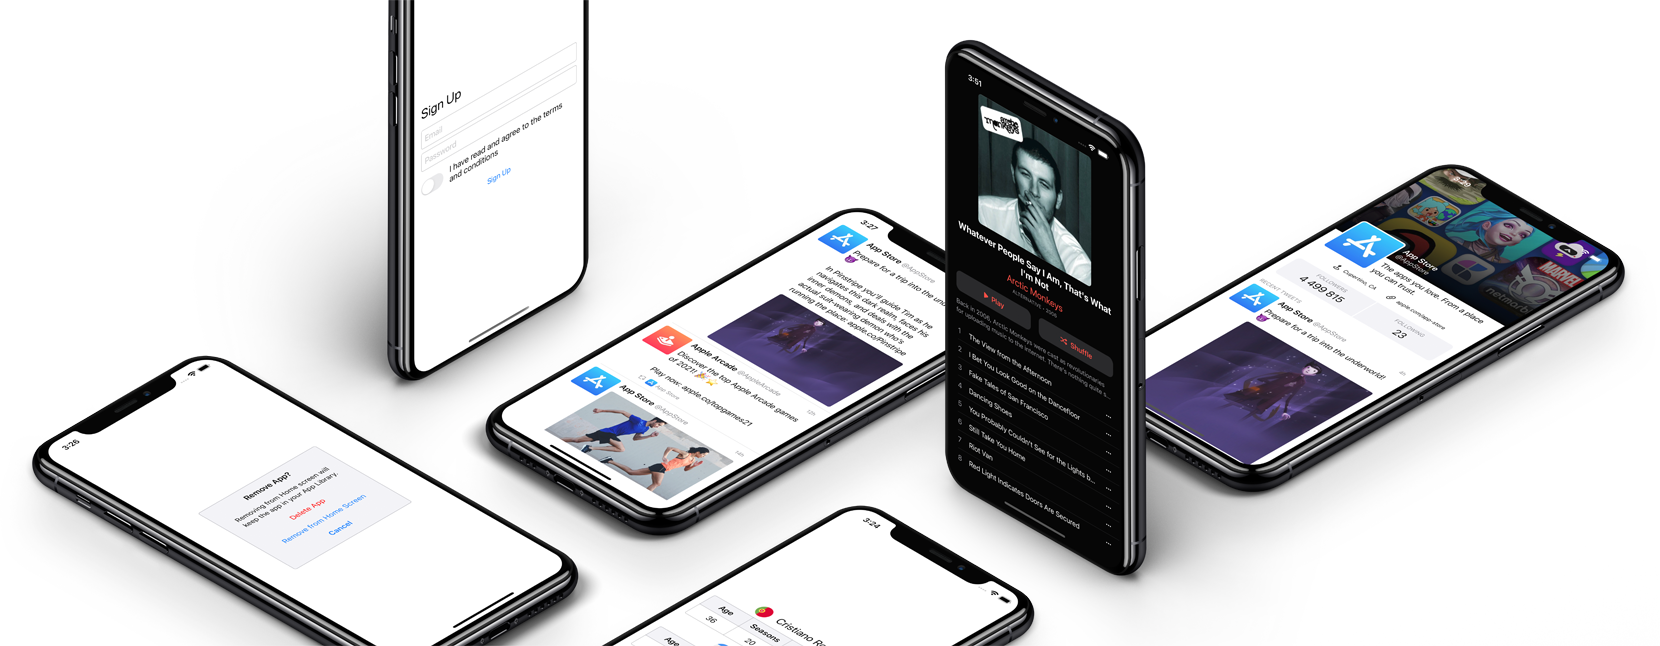 Sign Up
Email
Password
I have read and agree to the terms
and conditions
Sign Up
3:26
Remove App?
Removing from Home screen will
keep the app in your App Library.
Delete App
Remove from Home Screen
Cancel
3:27
App Store @AppStore
Prepare for a trip into the
In Pinstripe you'll guide Tim as he
navigates this dark realm, faces his
inner demons, and deals with the
actual suit-wearing demon who's
running the place: apple.co/Pinstripe
Apple Arcade @AppleArcade
Discover the top Apple Arcade games
of 2021!
Play now: apple.co/topgames21
App Store
12h
App Store @AppStore
14h
3:24
Cristiano
Age
Seasons
36
20
Age
3:51
Whatever People Say I Am, That's What
I'm Not
Arctic Monkeys
ALTERNATIVE • 2006
Play
Shuffle
Back in 2006, Arctic Monkeys were cast as revolutionaries
for uploading music to the internet. There's nothing quite s...
1 The View from the Afternoon
2 I Bet You Look Good on the Dancefloor
3 Fake Tales of San Francisco
4 Dancing Shoes
5 You Probably Couldn't See for the Lights b...
6 Still Take You Home
7 Riot Van
8 Red Light Indicates Doors Are Secured
3:29
MARVEL
App Store
@AppStore
The apps you love. From a place
you can trust.
Cupertino, CA
apple.com/app-store
FOLLOWERS
4 499 815
FOLLOWING
23
RECENT TWEETS
App Store @AppStore
Prepare for a trip into the underworld!